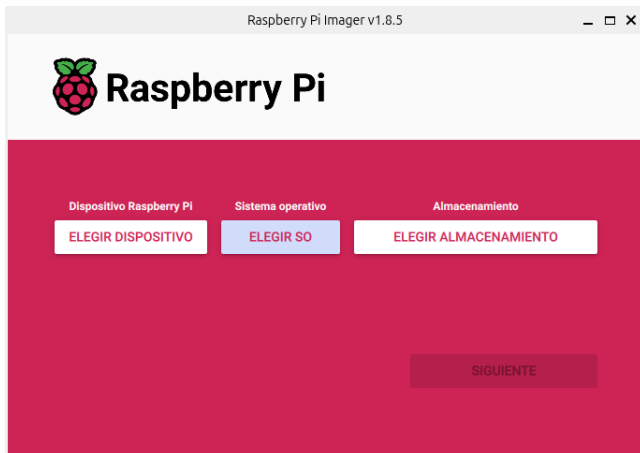 Raspberry Pi Imager v1.8.5
Raspberry Pi
Dispositivo Raspberry Pi Sistema operativo Almacenamiento
ELEGIR DISPOSITIVO ELEGIR SO ELEGIR ALMACENAMIENTO
SIGUIENTE